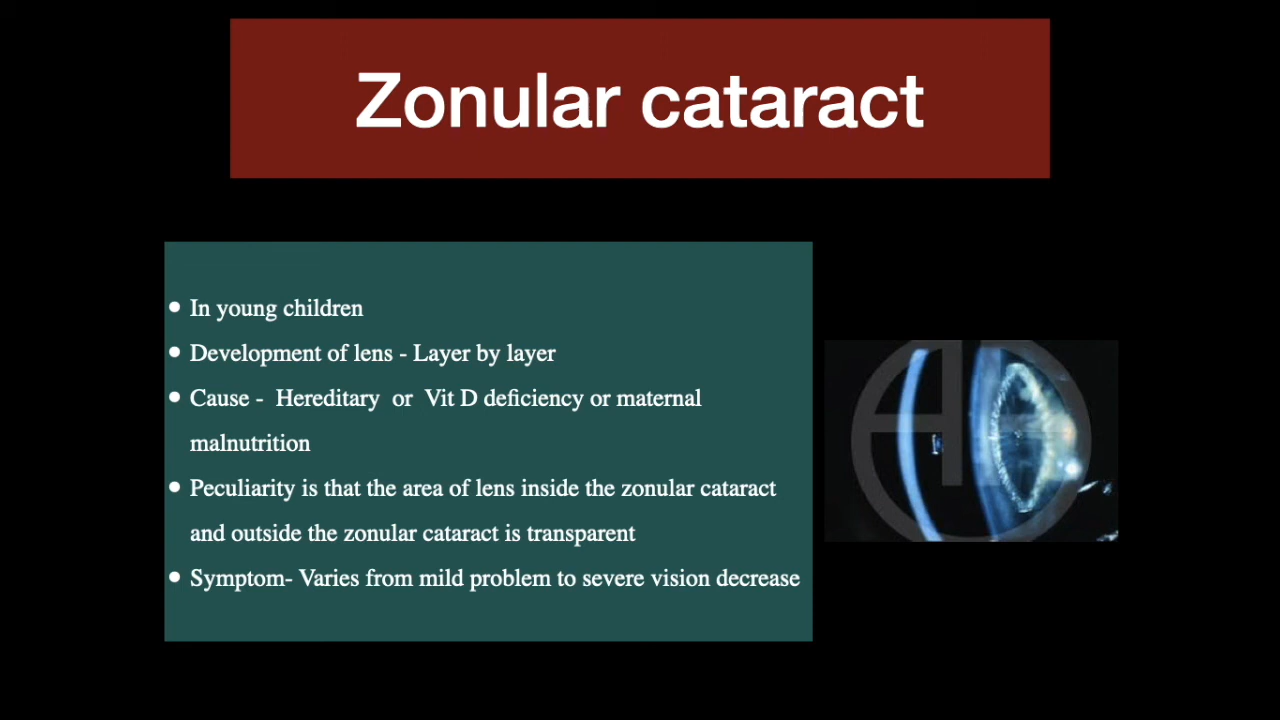 Zonular cataract
• In young children
• Development of lens - Layer by layer
• Cause - Hereditary or Vit D deficiency or maternal
malnutrition
• Peculiarity is that the area of lens inside the zonular cataract
and outside the zonular cataract is transparent
• Symptom- Varies from mild problem to severe vision decrease